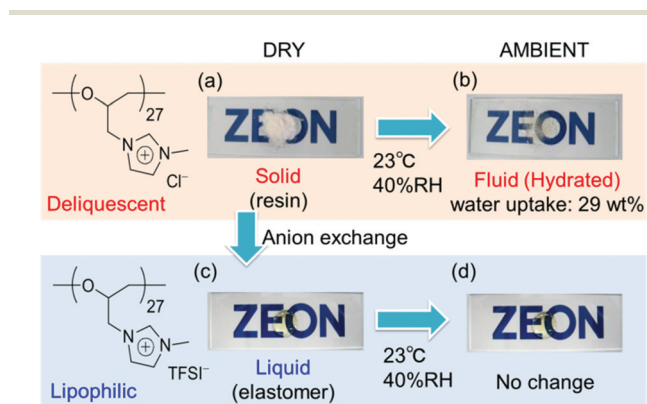 DRY
AMBIENT
O
27
N
N
Cl⁻
Deliquescent
(a)
ZEON
Solid
(resin)
23℃
40%RH
(b)
ZEON
Fluid (Hydrated)
water uptake: 29 wt%
Anion exchange
O
27
N
N
TFSI⁻
Lipophilic
(c)
ZEON
Liquid
(elastomer)
23℃
40%RH
(d)
ZEON
No change